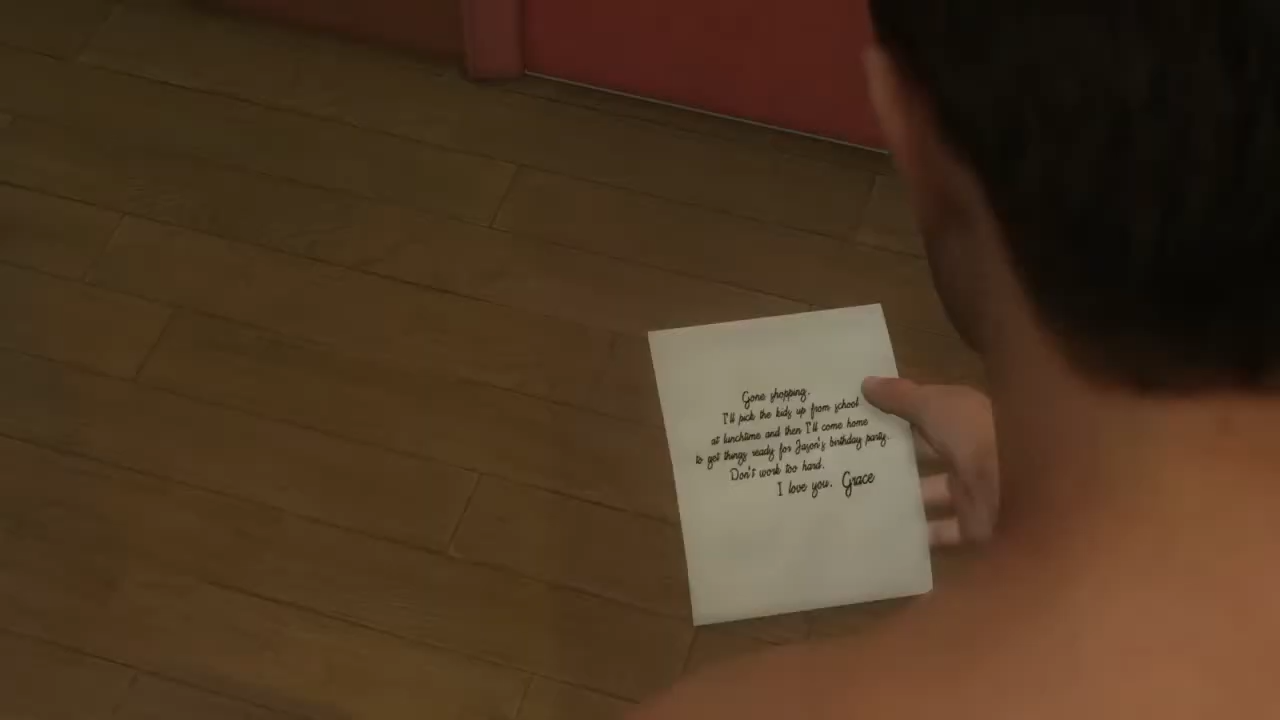 Gone shopping.
I'll pick the kids up from school
at lunchtime and then I'll come home
to get things ready for Jason's birthday party.
Don't work too hard.
I love you. Grace